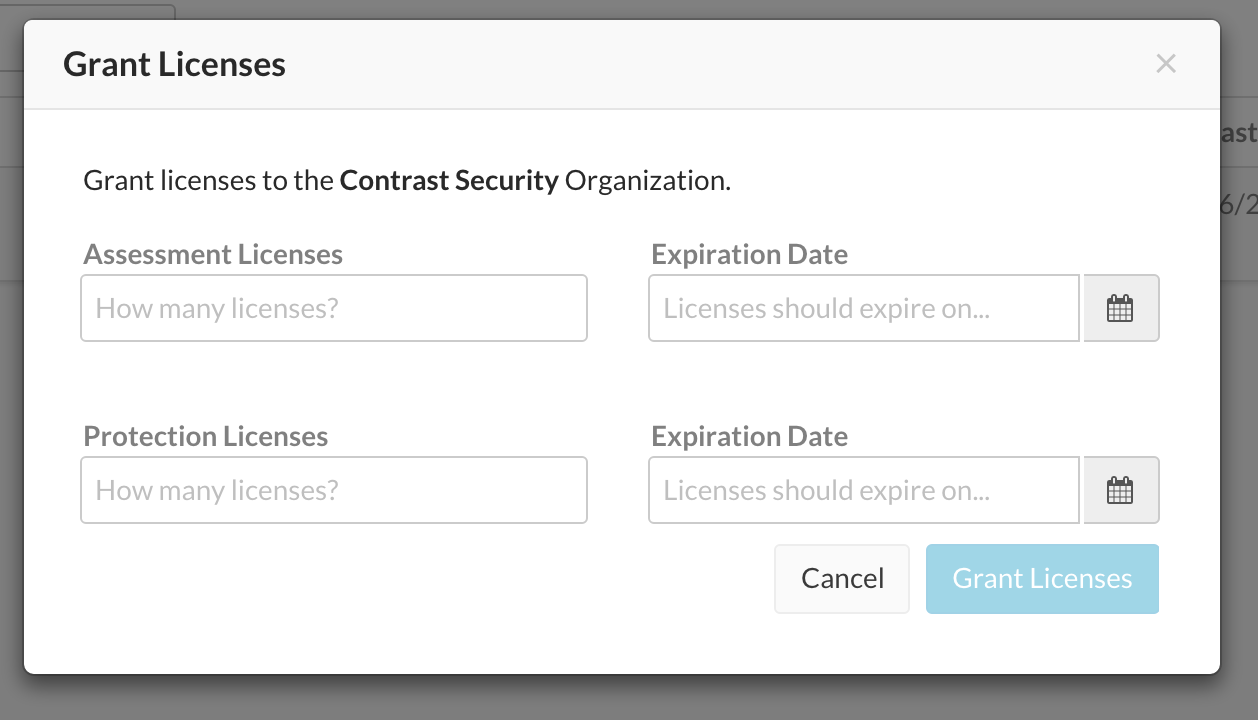 Grant Licenses
×
Grant licenses to the Contrast Security Organization.
Assessment Licenses
Expiration Date
How many licenses?
Licenses should expire on...
Protection Licenses
Expiration Date
How many licenses?
Licenses should expire on...
Cancel
Grant Licenses
ast
6/2